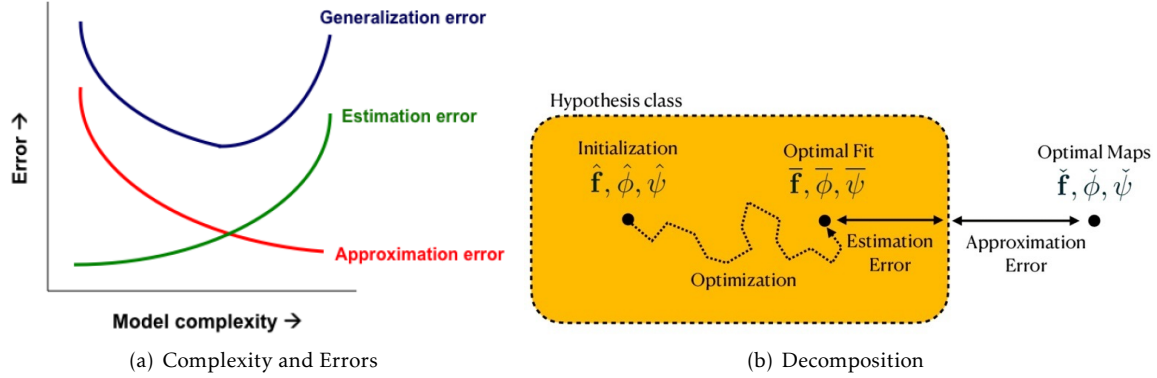 Generalization error
Estimation error
Approximation error
Error →
Model complexity →
(a) Complexity and Errors
Hypothesis class
Initialization
f̂, ϕ̂, ψ̂
Optimal Fit
f̅, ϕ̅, ψ̅
Optimal Maps
f̌, ϕ̌, ψ̌
Estimation
Error
Approximation
Error
Optimization
(b) Decomposition